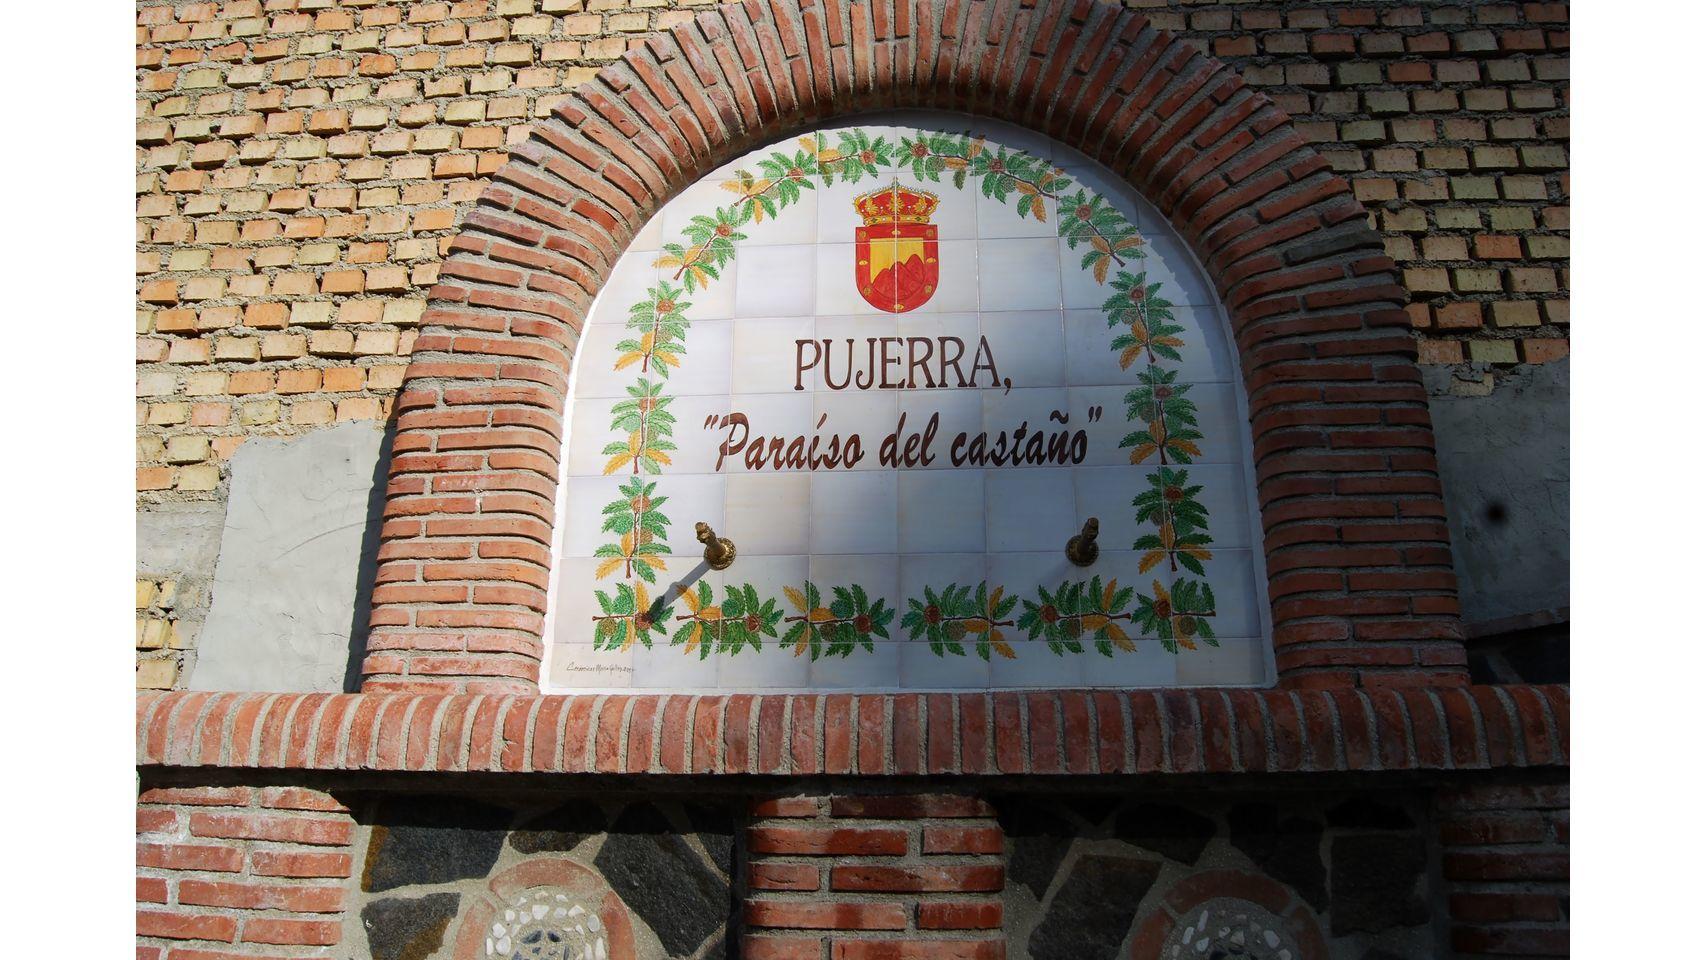 PUJERRA,
"Paraíso del castaño"